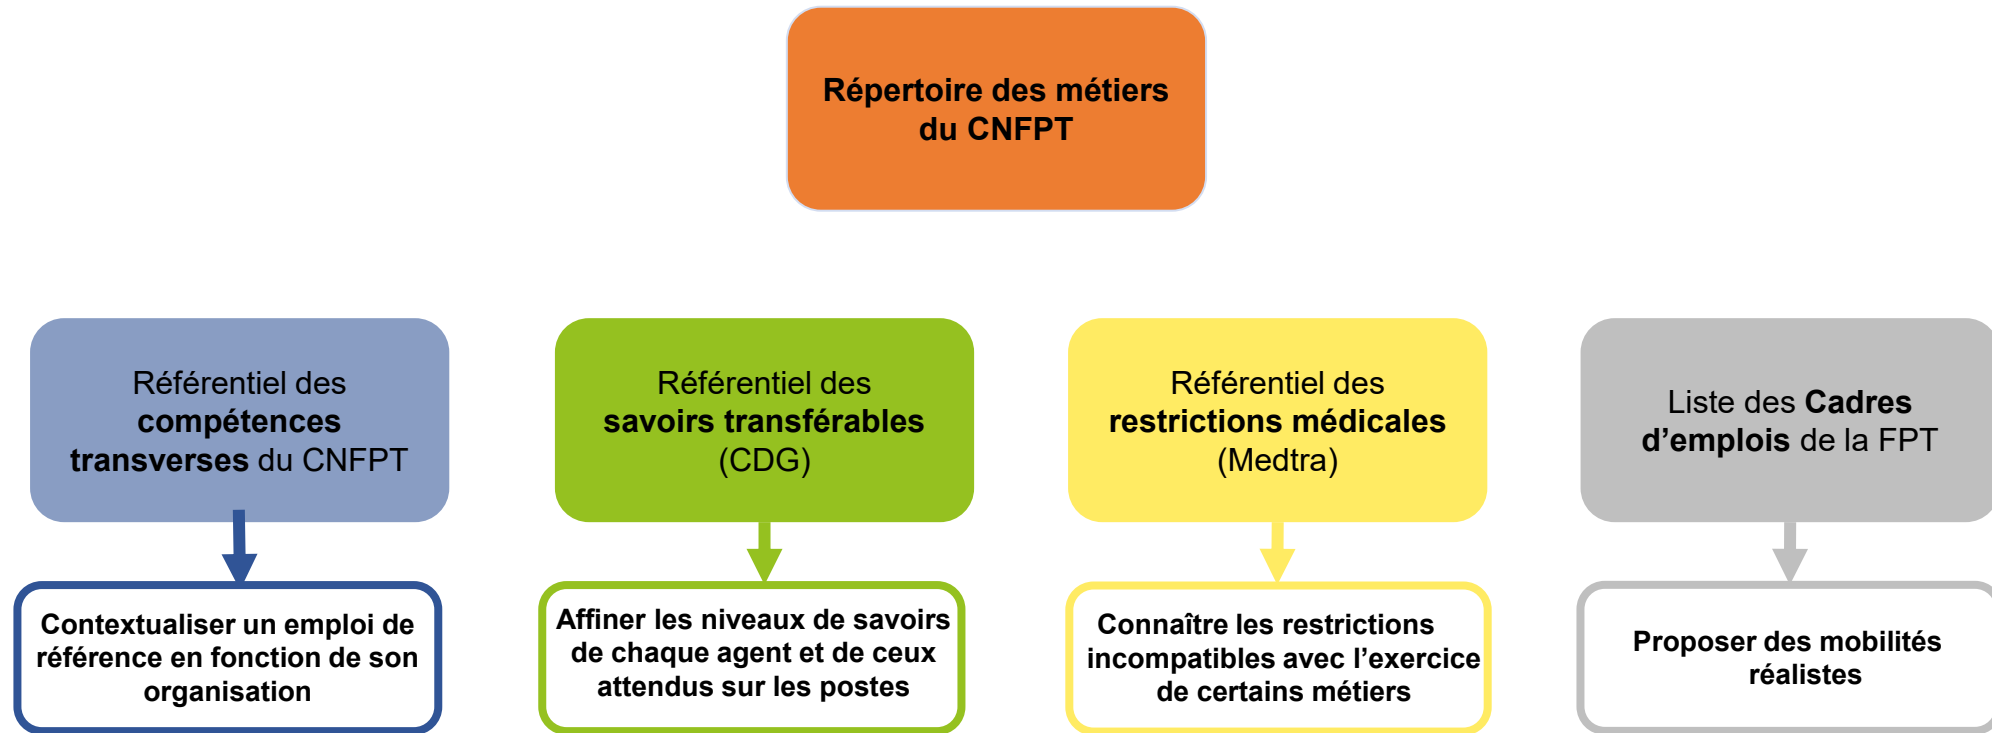 Répertoire des métiers
du CNFPT
Référentiel des
compétences
transverses du CNFPT
Référentiel des
savoirs transférables
(CDG)
Référentiel des
restrictions médicales
(Medtra)
Liste des Cadres
d’emplois de la FPT
Contextualiser un emploi de
référence en fonction de son
organisation
Affiner les niveaux de savoirs
de chaque agent et de ceux
attendus sur les postes
Connaître les restrictions
incompatibles avec l’exercice
de certains métiers
Proposer des mobilités
réalistes